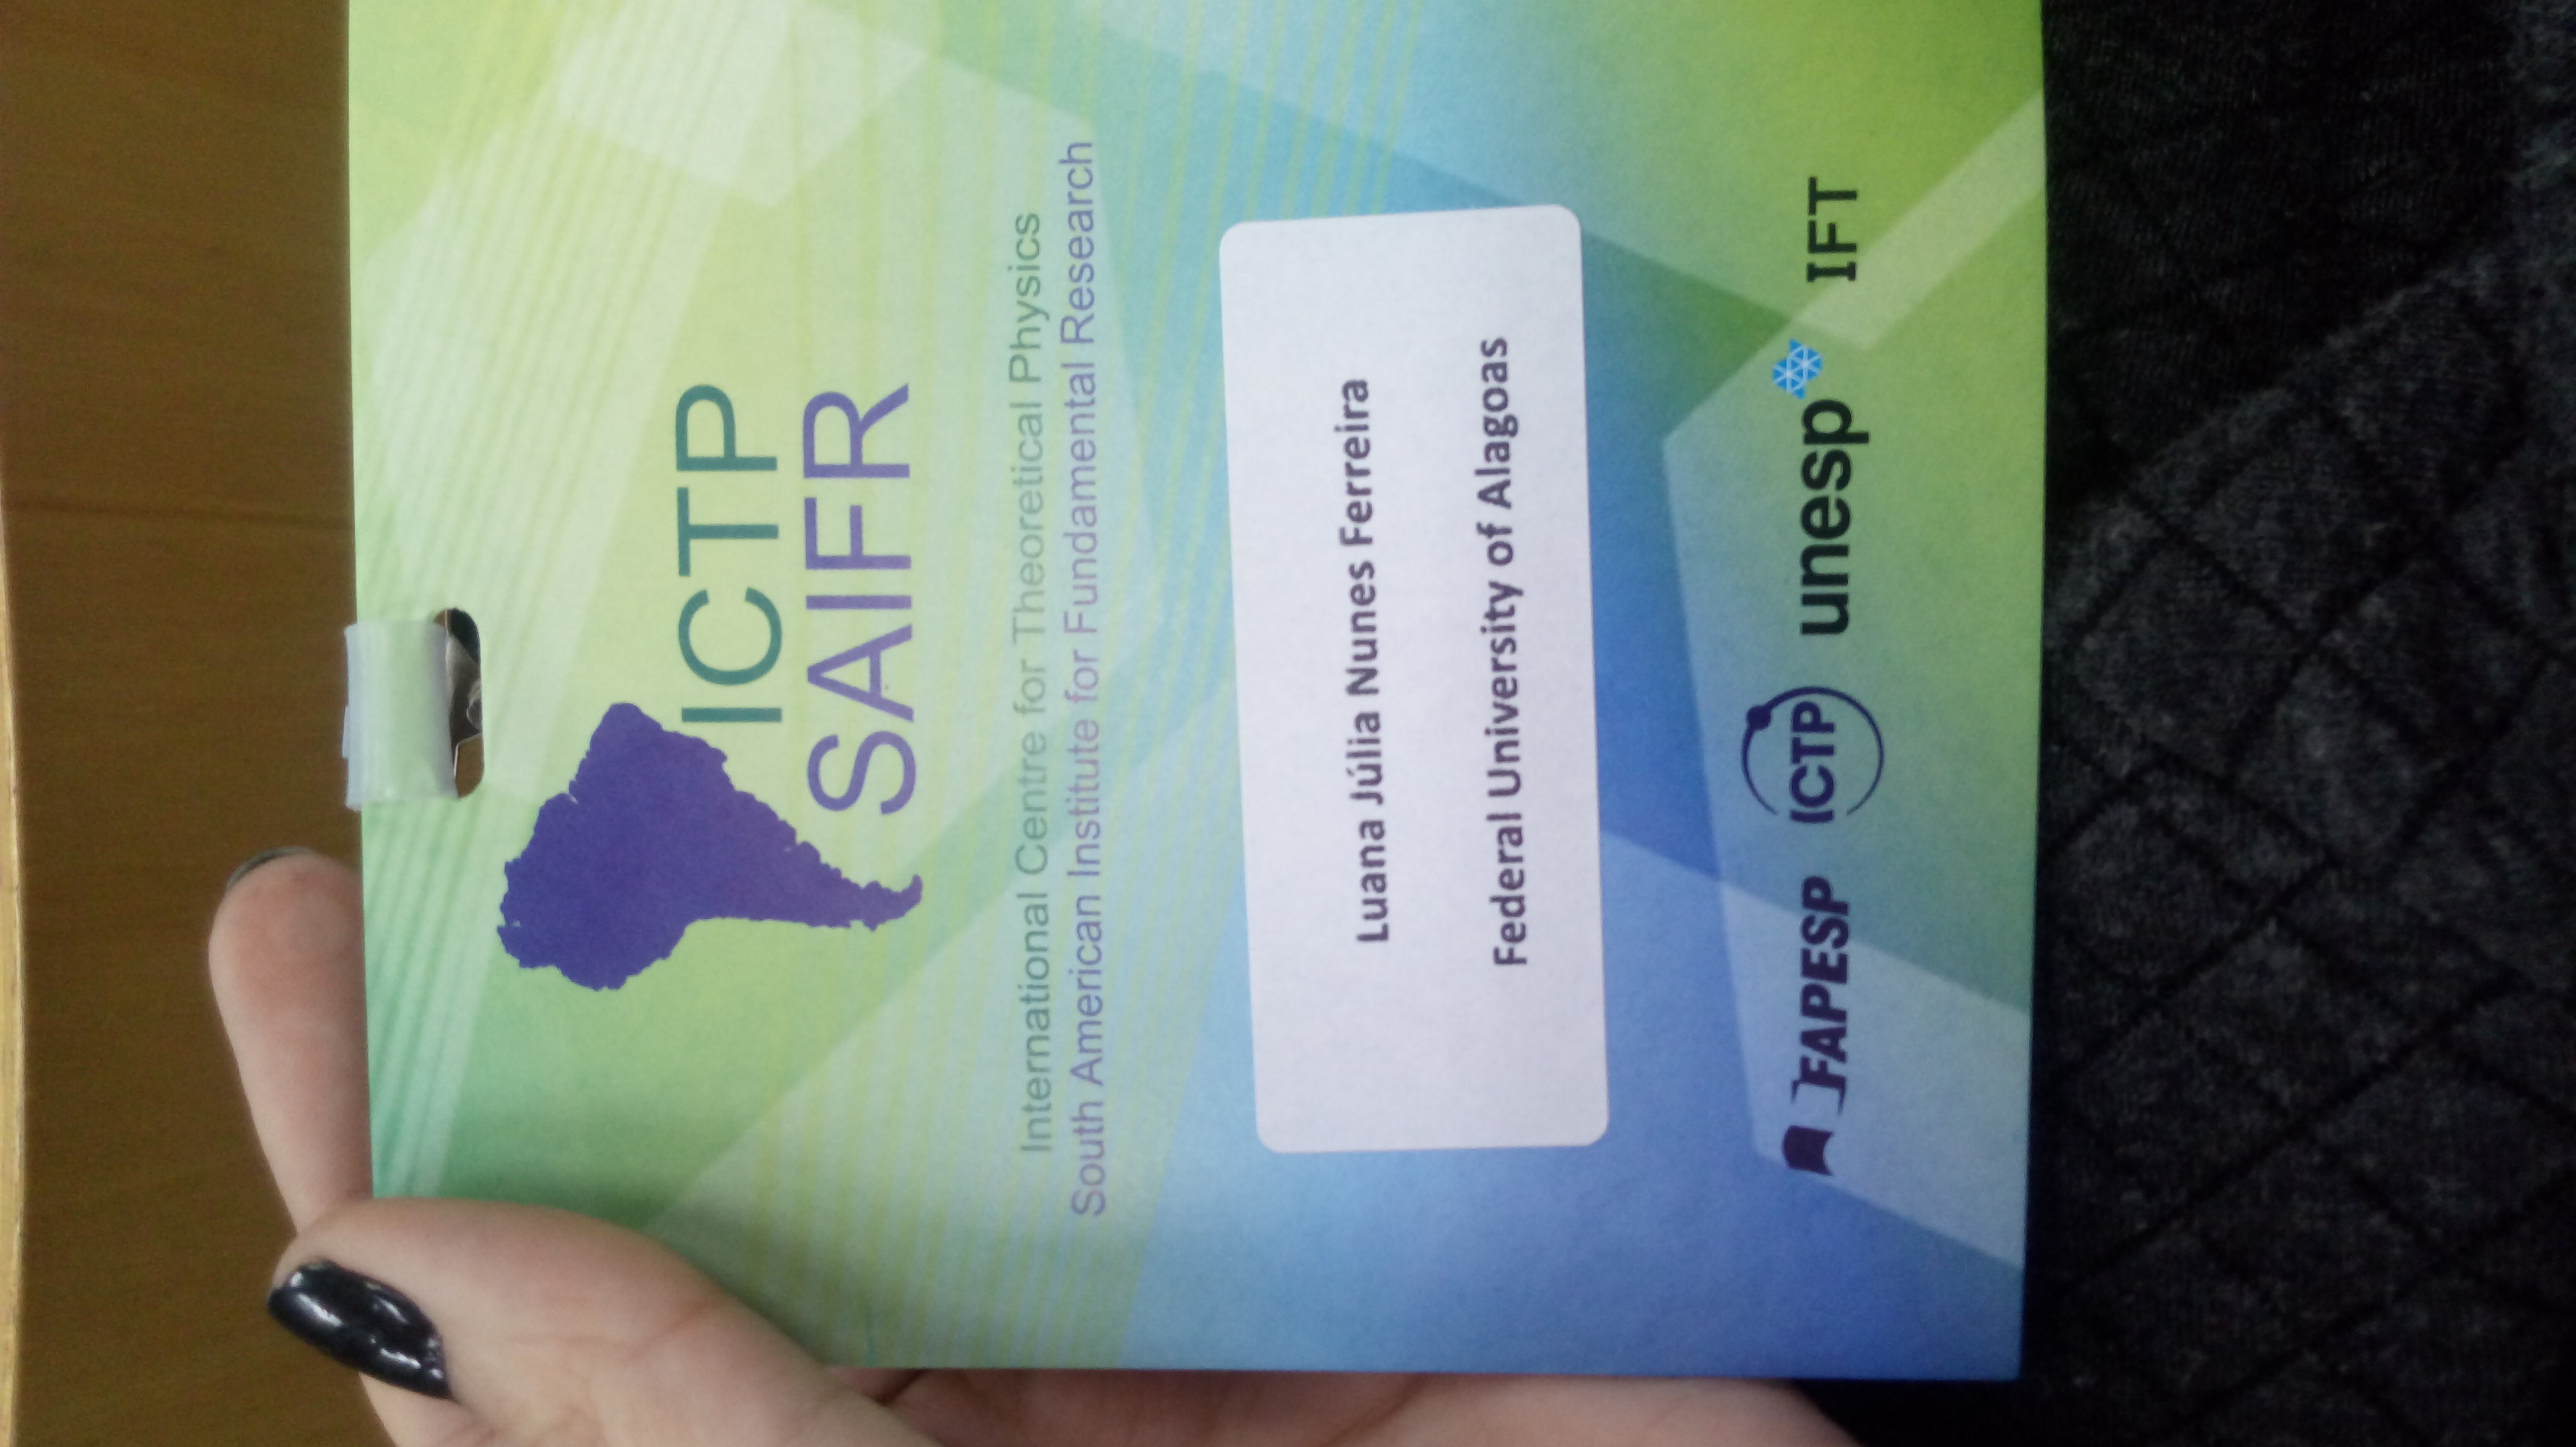 ICTP
SAIFR
International Centre for Theoretical Physics
South American Institute for Fundamental Research
Luana Júlia Nunes Ferreira
Federal University of Alagoas
FAPESP ICTP unesp IFT